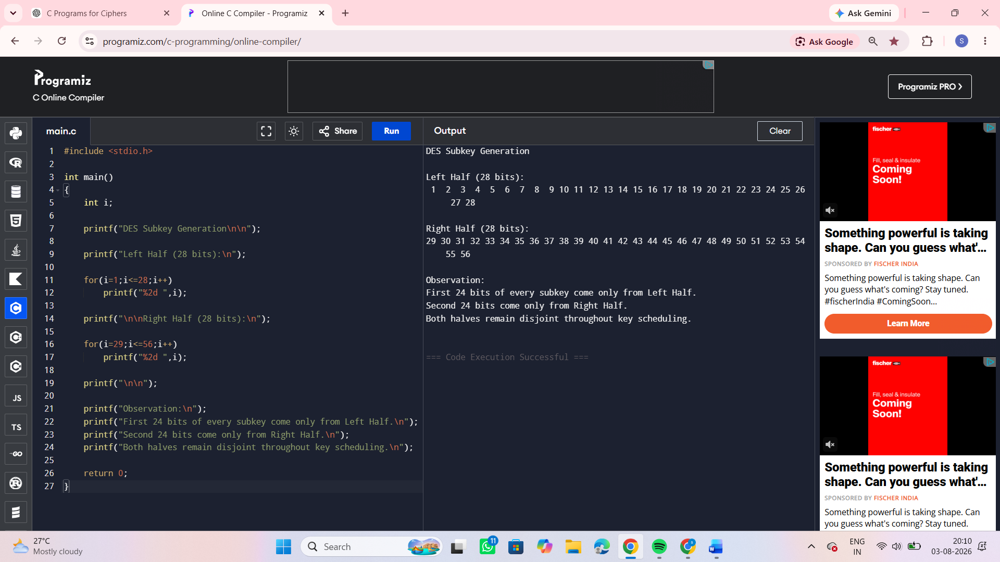 C Programs for Ciphers
Online C Compiler - Programiz
Ask Gemini
programiz.com/c-programming/online-compiler/
Ask Google
S
Programiz
C Online Compiler
Programiz PRO
main.c
Share
Run
Output
Clear
1 #include <stdio.h>
2
3 int main()
4 {
5 int i;
6
7 printf("DES Subkey Generation\n\n");
8
9 printf("Left Half (28 bits):\n");
10
11 for(i=1;i<=28;i++)
12 printf("%2d ",i);
13
14 printf("\n\nRight Half (28 bits):\n");
15
16 for(i=29;i<=56;i++)
17 printf("%2d ",i);
18
19 printf("\n\n");
20
21 printf("Observation:\n");
22 printf("First 24 bits of every subkey come only from Left Half.\n");
23 printf("Second 24 bits come only from Right Half.\n");
24 printf("Both halves remain disjoint throughout key scheduling.\n");
25
26 return 0;
27 }
DES Subkey Generation
Left Half (28 bits):
1 2 3 4 5 6 7 8 9 10 11 12 13 14 15 16 17 18 19 20 21 22 23 24 25 26
27 28
Right Half (28 bits):
29 30 31 32 33 34 35 36 37 38 39 40 41 42 43 44 45 46 47 48 49 50 51 52 53 54
55 56
Observation:
First 24 bits of every subkey come only from Left Half.
Second 24 bits come only from Right Half.
Both halves remain disjoint throughout key scheduling.
=== Code Execution Successful ===
JS
TS
GO
fischer
Fill, seal & insulate
Coming
Soon!
Something powerful is taking
shape. Can you guess what'...
SPONSORED BY FISCHER INDIA
Something powerful is taking shape. Can
you guess what's coming? Stay tuned.
#fischerIndia #ComingSoon...
Learn More
fischer
Fill, seal & insulate
Coming
Soon!
Something powerful is taking
shape. Can you guess what'...
SPONSORED BY FISCHER INDIA
Something powerful is taking shape. Can
you guess what's coming? Stay tuned.
27°C
Mostly cloudy
Search
11
ENG
IN
20:10
03-08-2026